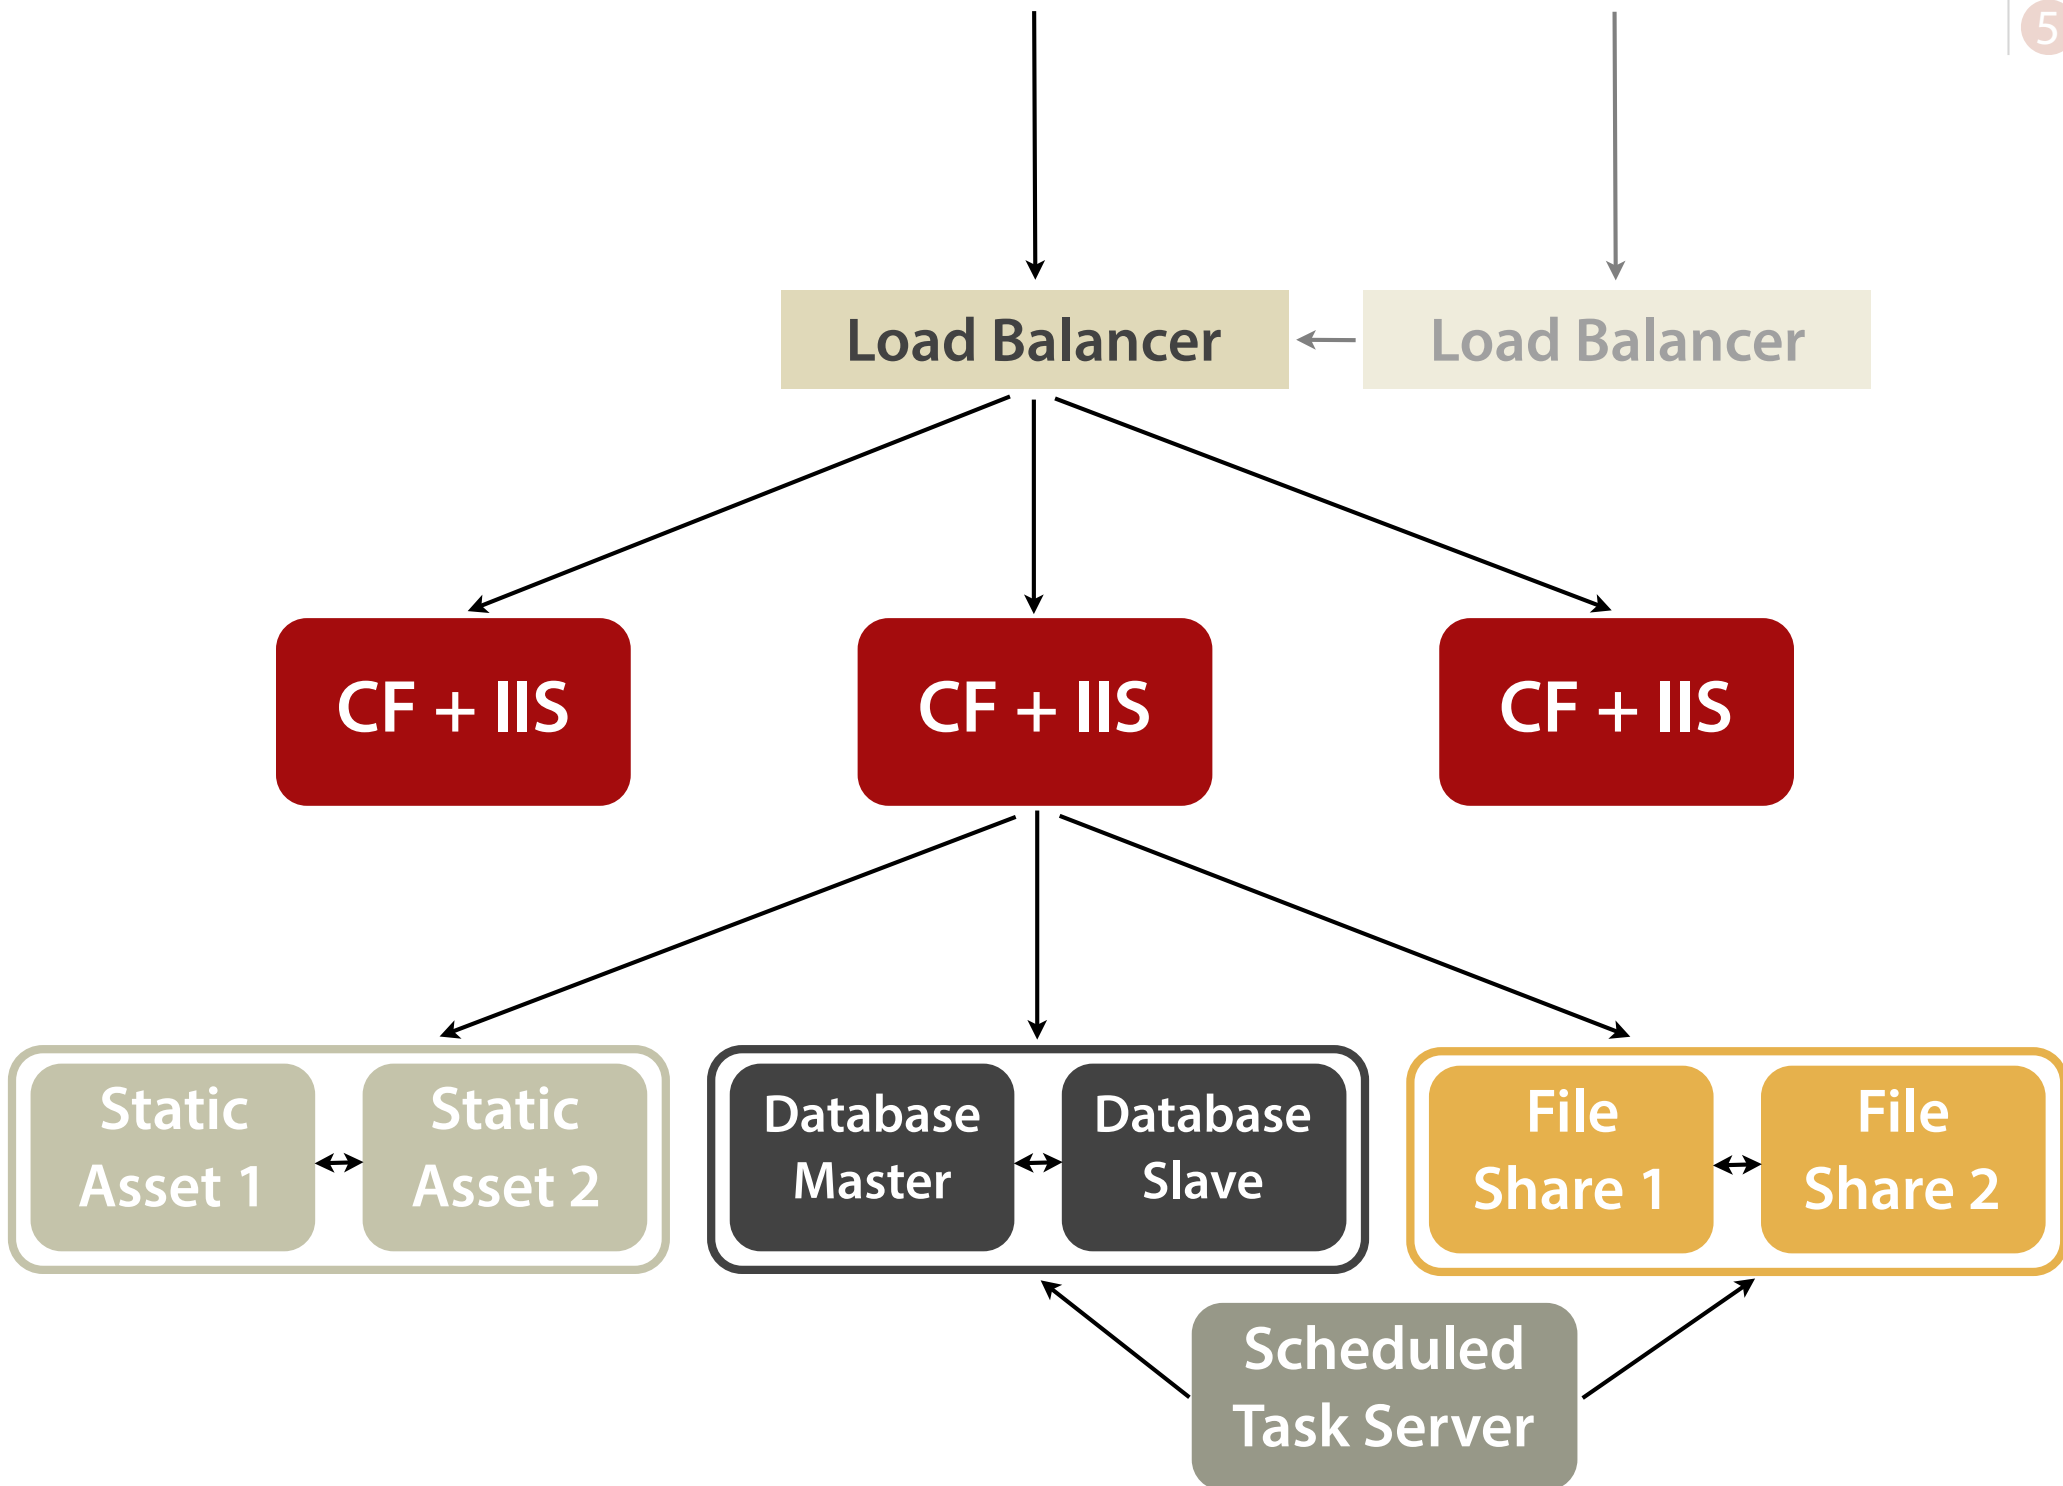 5
Load Balancer
Load Balancer
CF + IIS
CF + IIS
CF + IIS
Static
Asset 1
Static
Asset 2
Database
Master
Database
Slave
File
Share 1
File
Share 2
Scheduled
Task Server